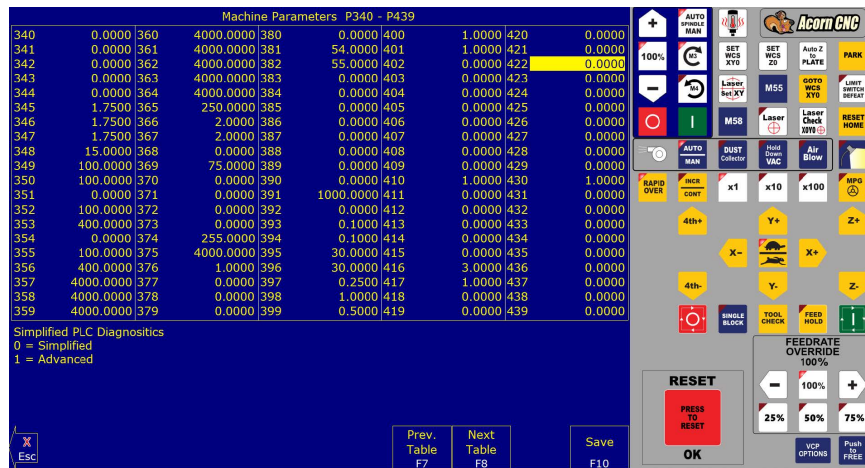 Machine Parameters P340 - P439
340 0.0000 360 4000.0000 380 0.0000 400 1.0000 420 0.0000
341 0.0000 361 4000.0000 381 54.0000 401 1.0000 421 0.0000
342 0.0000 362 4000.0000 382 55.0000 402 0.0000 422 0.0000
343 0.0000 363 4000.0000 383 0.0000 403 0.0000 423 0.0000
344 0.0000 364 4000.0000 384 0.0000 404 0.0000 424 0.0000
345 1.7500 365 250.0000 385 0.0000 405 0.0000 425 0.0000
346 1.7500 366 2.0000 386 0.0000 406 0.0000 426 0.0000
347 1.7500 367 2.0000 387 0.0000 407 0.0000 427 0.0000
348 15.0000 368 0.0000 388 0.0000 408 0.0000 428 0.0000
349 100.0000 369 75.0000 389 0.0000 409 0.0000 429 0.0000
350 100.0000 370 0.0000 390 0.0000 410 1.0000 430 1.0000
351 0.0000 371 0.0000 391 1000.0000 411 0.0000 431 0.0000
352 100.0000 372 0.0000 392 0.0000 412 0.0000 432 0.0000
353 400.0000 373 0.0000 393 0.1000 413 0.0000 433 0.0000
354 0.0000 374 255.0000 394 0.1000 414 0.0000 434 0.0000
355 100.0000 375 4000.0000 395 30.0000 415 0.0000 435 0.0000
356 400.0000 376 1.0000 396 30.0000 416 3.0000 436 0.0000
357 4000.0000 377 0.0000 397 0.2500 417 1.0000 437 0.0000
358 4000.0000 378 0.0000 398 1.0000 418 0.0000 438 0.0000
359 4000.0000 379 0.0000 399 0.5000 419 0.0000 439 0.0000
Simplified PLC Diagnositics
0 = Simplified
1 = Advanced
X
Esc
Prev. Table F7
Next Table F8
Save F10
+ AUTO SPINDLE MAN Acorn CNC
100% M3 SET WCS XY0 SET WCS Z0 Auto Z to PLATE PARK
- M4 Laser Set XY M55 GOTO WCS XY0 LIMIT SWITCH DEFEAT
M58 Laser Laser Check X0Y0 RESET HOME
AUTO MAN DUST Collector Hold Down VAC Air Blow
RAPID OVER INCR CONT x1 x10 x100 MPG
4th+ Y+ Z+
X- X+
4th- Y- Z-
SINGLE BLOCK TOOL CHECK FEED HOLD
FEEDRATE
OVERRIDE
100%
RESET
- 100% +
PRESS TO RESET
25% 50% 75%
OK
VCP OPTIONS Push to FREE